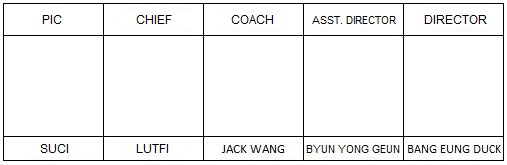 PIC CHIEF COACH ASST. DIRECTOR DIRECTOR
SUCI LUTFI JACK WANG BYUN YONG GEUN BANG EUNG DUCK